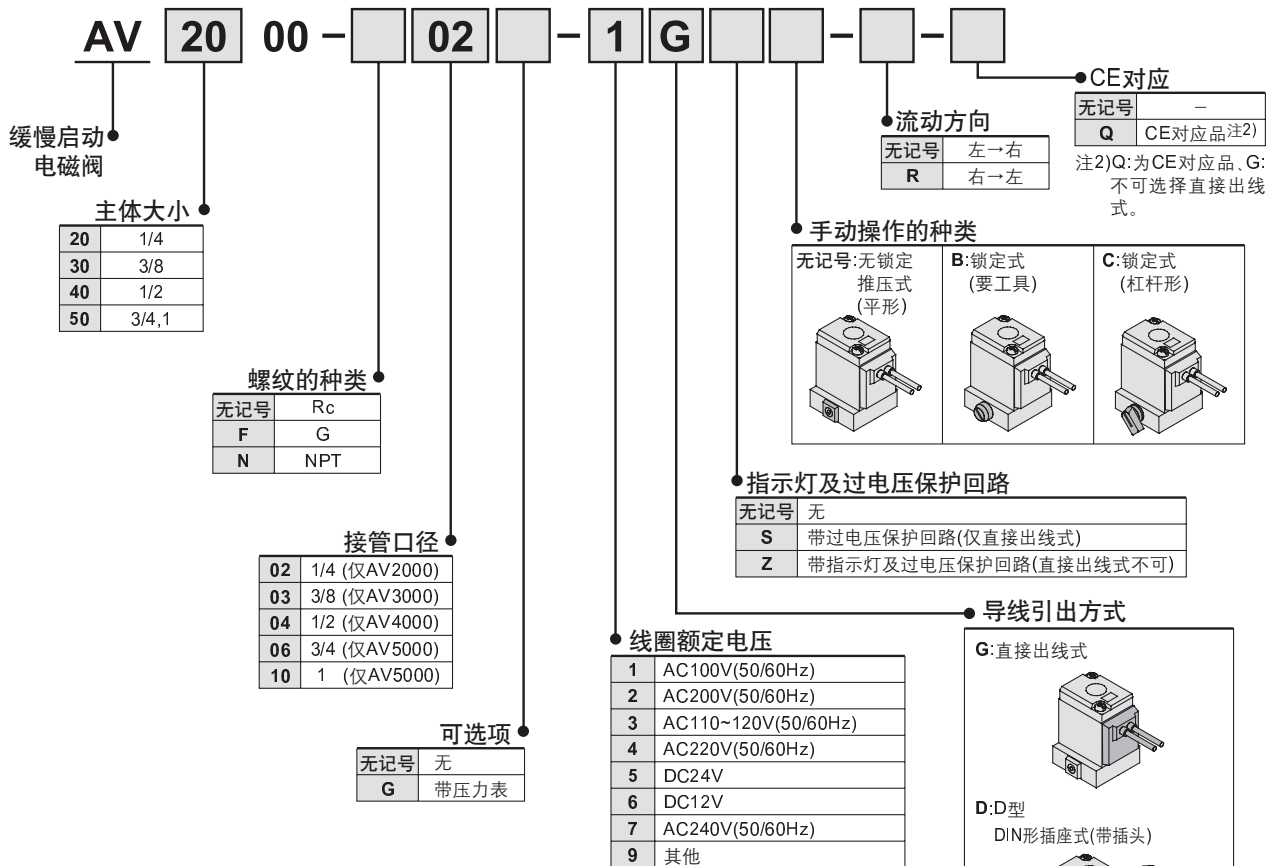 AV 20 00 - 02 - 1 G - -
缓慢启动
电磁阀
主体大小
20 1/4
30 3/8
40 1/2
50 3/4,1
螺纹的种类
无记号 Rc
F G
N NPT
接管口径
02 1/4 (仅AV2000)
03 3/8 (仅AV3000)
04 1/2 (仅AV4000)
06 3/4 (仅AV5000)
10 1 (仅AV5000)
可选项
无记号 无
G 带压力表
线圈额定电压
1 AC100V(50/60Hz)
2 AC200V(50/60Hz)
3 AC110~120V(50/60Hz)
4 AC220V(50/60Hz)
5 DC24V
6 DC12V
7 AC240V(50/60Hz)
9 其他
导线引出方式
G:直接出线式
D:D型
DIN形插座式(带插头)
指示灯及过电压保护回路
无记号 无
S 带过电压保护回路(仅直接出线式)
Z 带指示灯及过电压保护回路(直接出线式不可)
手动操作的种类
无记号:无锁定
推压式
(平形)
B:锁定式
(要工具)
C:锁定式
(杠杆形)
流动方向
无记号 左→右
R 右→左
CE对应
无记号 –
Q CE对应品注2)
注2)Q:为CE对应品、G:
不可选择直接出线
式。